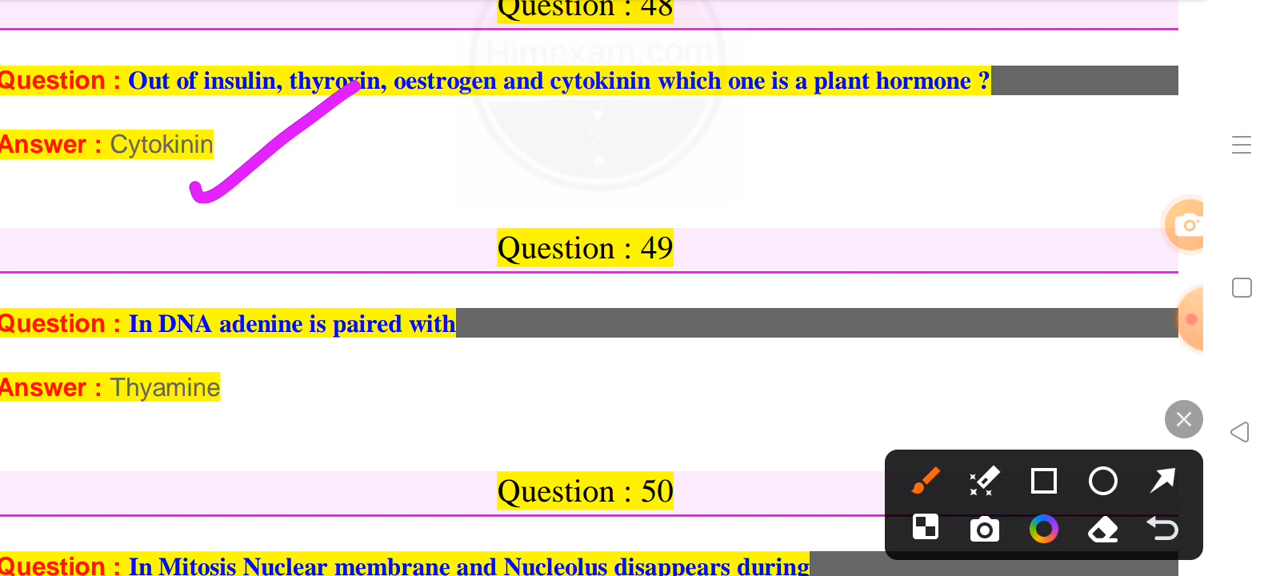 Question : 48
Himexam.com
Question : Out of insulin, thyroxin, oestrogen and cytokinin which one is a plant hormone ?
Answer : Cytokinin
Question : 49
Question : In DNA adenine is paired with
Answer : Thyamine
Question : 50
Question : In Mitosis Nuclear membrane and Nucleolus disappears during